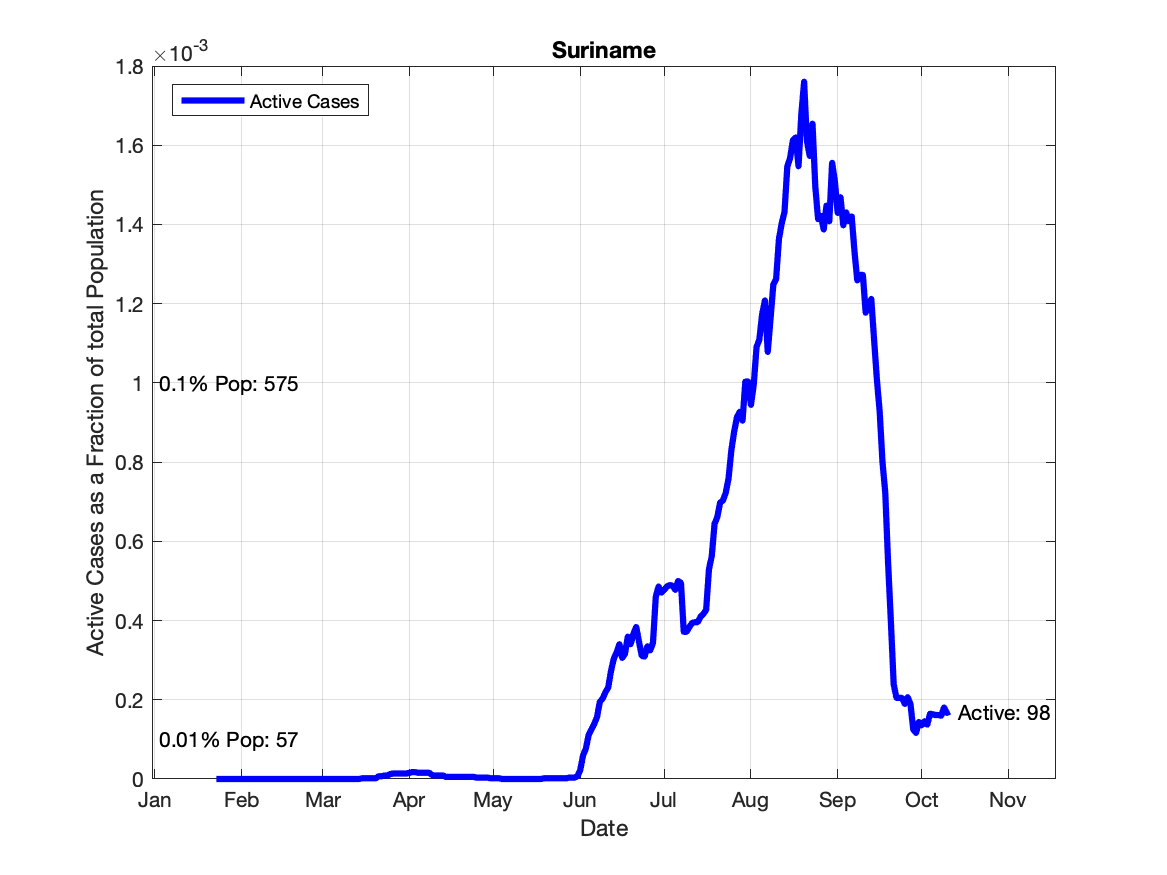 Suriname
×10-3
Active Cases
1.8
1.6
1.4
1.2
1
0.8
0.6
0.4
0.2
0
0.1% Pop: 575
0.01% Pop: 57
Active: 98
Active Cases as a Fraction of total Population
Jan Feb Mar Apr May Jun Jul Aug Sep Oct Nov
Date